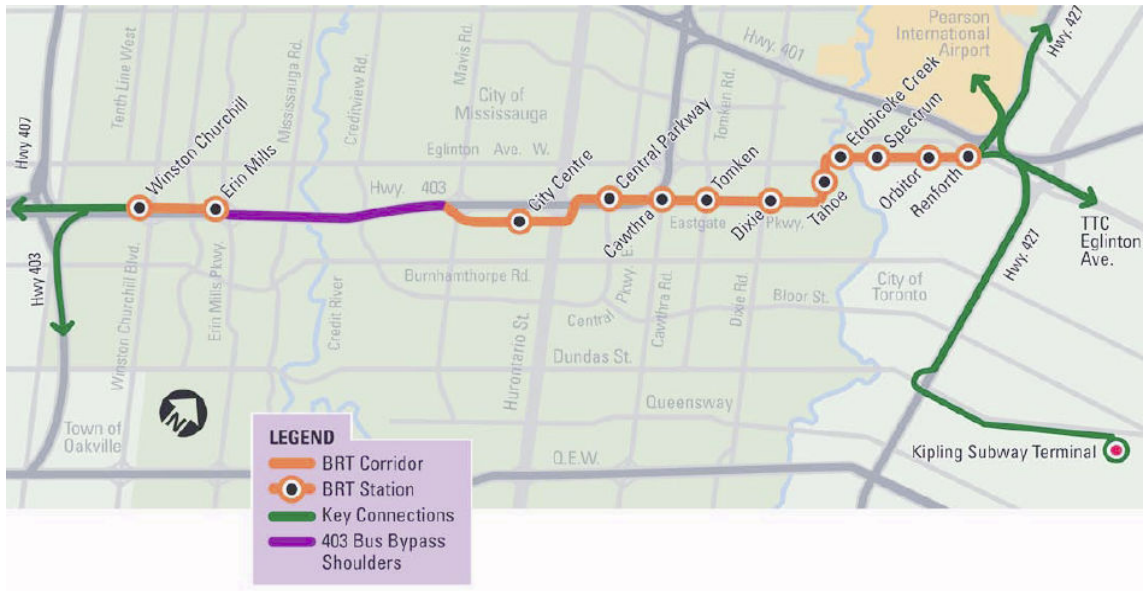 Pearson
International
Airport
Hwy. 427
Hwy. 401
Tenth Line West
Mississauga Rd.
Creditview Rd.
Mavis Rd.
City of
Mississauga
Tomken Rd.
Eglinton Ave. W.
Hwy 407
Winston Churchill
Erin Mills
Hwy. 403
City Centre
Central Parkway
Cawthra
Tomken
Dixie
Tahoe
Etobicoke Creek
Spectrum
Orbitor
Renforth
Eastgate Pkwy.
TTC
Eglinton
Ave.
Hwy 403
Winston Churchill Blvd.
Erin Mills Pkwy.
Credit River
Burnhamthorpe Rd.
Hurontario St.
Central Pkwy. E.
Cawthra Rd.
Dixie Rd.
Bloor St.
City of
Toronto
Hwy. 427
Dundas St.
Queensway
Q.E.W.
Town of
Oakville
N
Kipling Subway Terminal
LEGEND
BRT Corridor
BRT Station
Key Connections
403 Bus Bypass
Shoulders